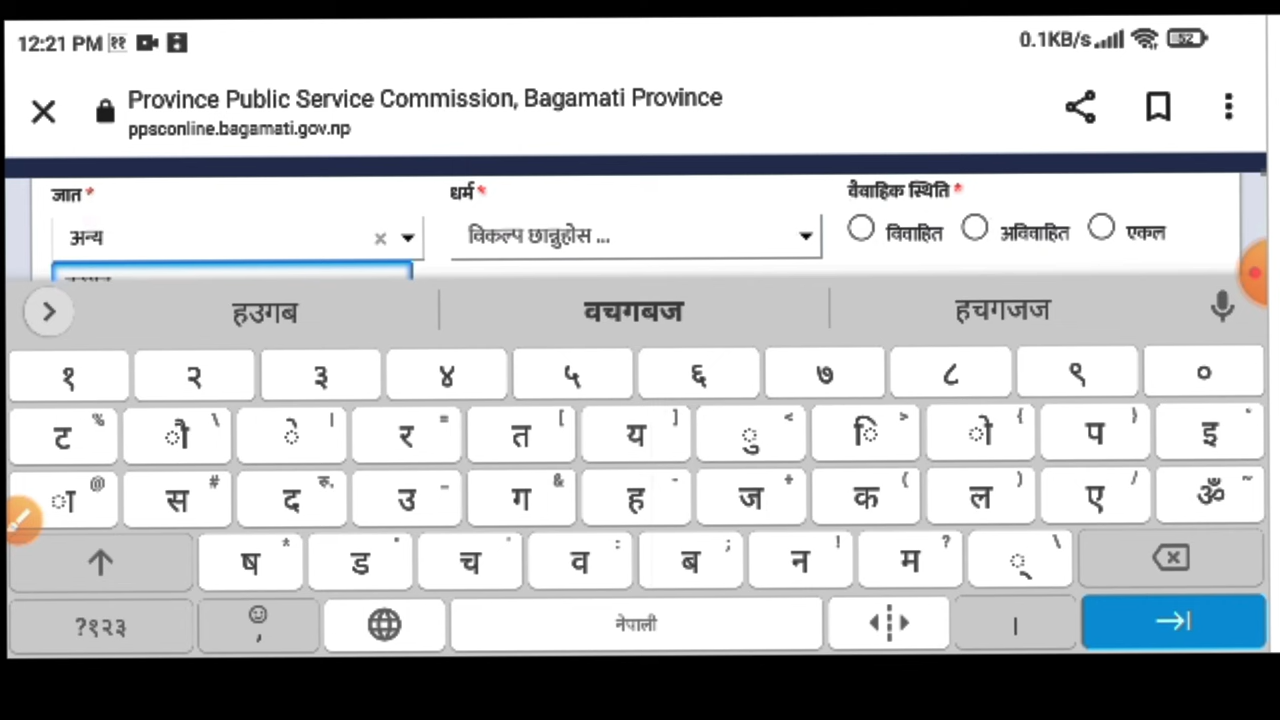 12:21 PM
0.1KB/s
52
Province Public Service Commission, Bagamati Province
ppsconline.bagamati.gov.np
जात * धर्म * वैवाहिक स्थिति *
अन्य × विकल्प छान्नुहोस ... विवाहित अविवाहित एकल
हउगब वचगबज हचगजज
१ २ ३ ४ ५ ६ ७ ८ ९ ०
ट % ौ \ े | र = त [ य ] ु < ि > ो { प } इ
ा @ स # द रु. उ - ग & ह - ज + क ( ल ) ए / ॐ ~
ष * ड " च ' व : ब ; न ! म ? ् \
?१२३ , नेपाली |